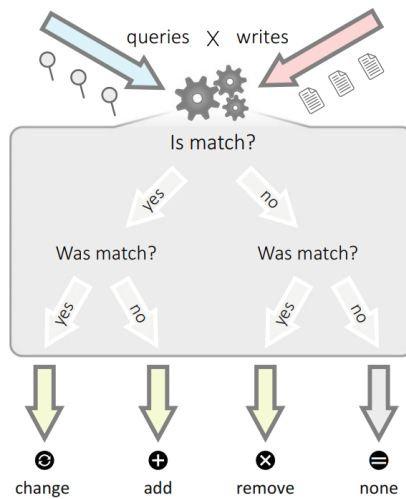 queries X writes
Is match?
yes
no
Was match?
Was match?
yes
no
yes
no
change
add
remove
none